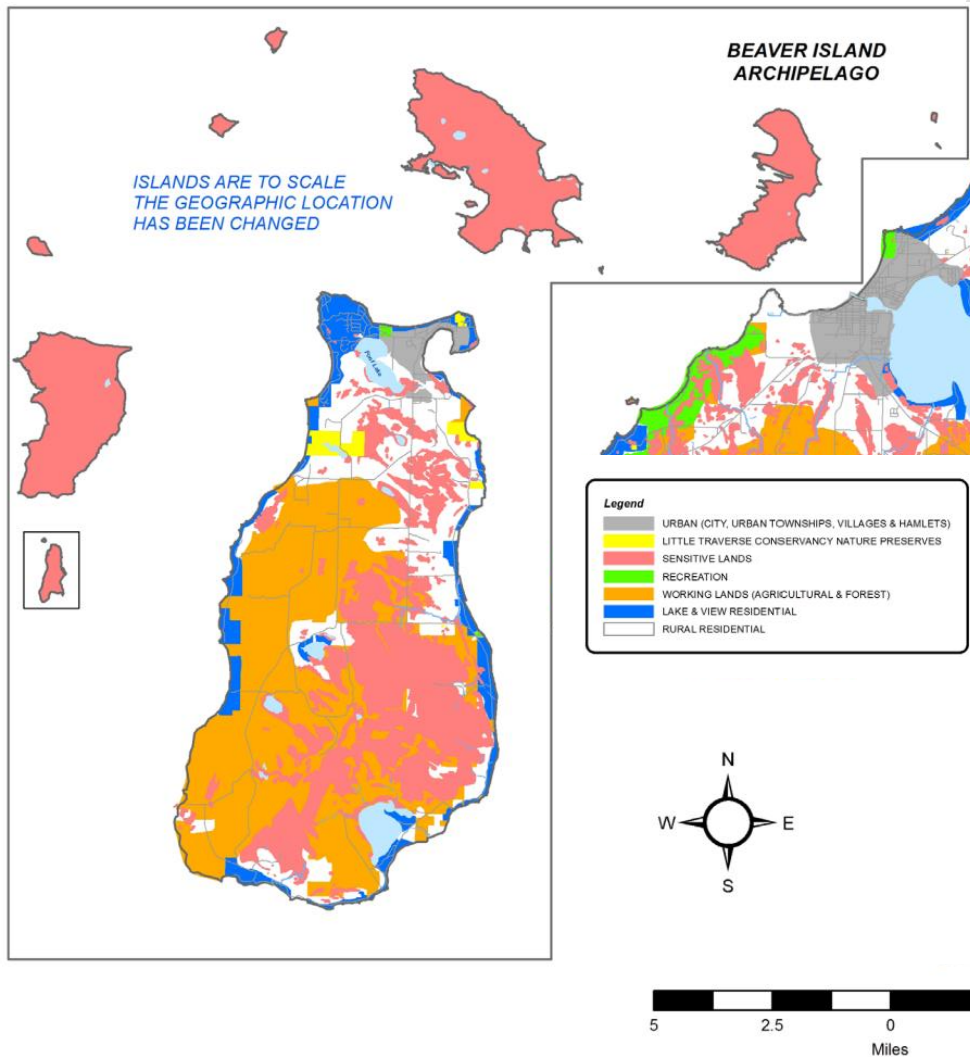 BEAVER ISLAND
ARCHIPELAGO
ISLANDS ARE TO SCALE
THE GEOGRAPHIC LOCATION
HAS BEEN CHANGED
Font Lake
Legend
URBAN (CITY, URBAN TOWNSHIPS, VILLAGES & HAMLETS)
LITTLE TRAVERSE CONSERVANCY NATURE PRESERVES
SENSITIVE LANDS
RECREATION
WORKING LANDS (AGRICULTURAL & FOREST)
LAKE & VIEW RESIDENTIAL
RURAL RESIDENTIAL
N
W E
S
5 2.5 0
Miles